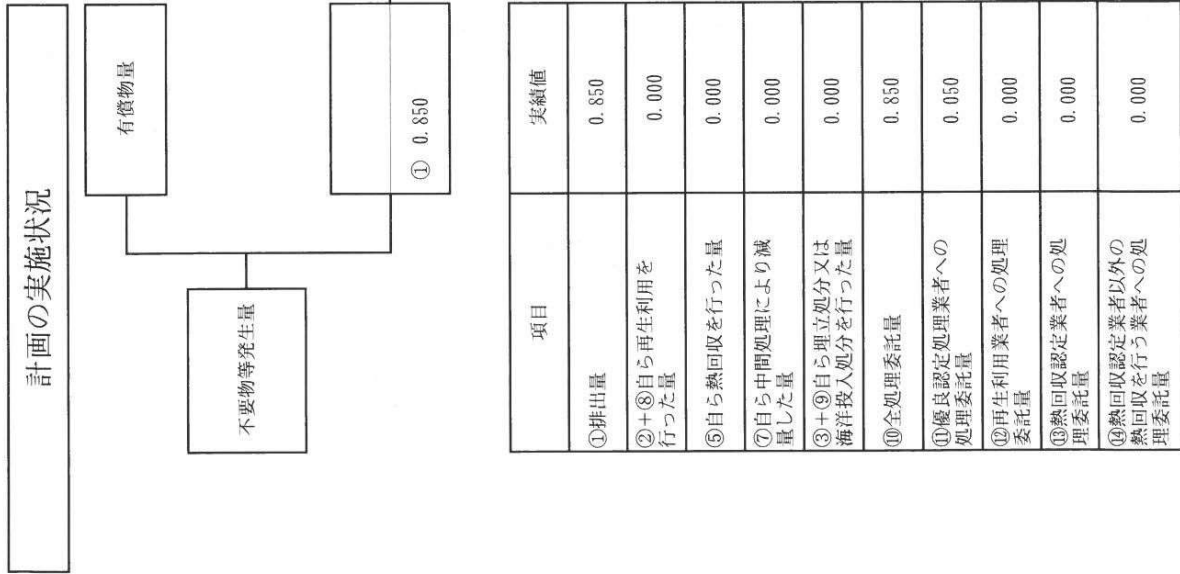 計画の実施状況
不要物等発生量
有償物量
① 0.850
項目
実績値
①排出量
0.850
②+⑧自ら再生利用を
行った量
0.000
⑤自ら熱回収を行った量
0.000
⑦自ら中間処理により減
量した量
0.000
③+⑨自ら埋立処分又は
海洋投入処分を行った量
0.000
⑩全処理委託量
0.850
⑪優良認定処理業者への
処理委託量
0.050
⑫再生利用業者への処理
委託量
0.000
⑬熱回収認定業者への処
理委託量
0.000
⑭熱回収認定業者以外の
熱回収を行う業者への処
理委託量
0.000